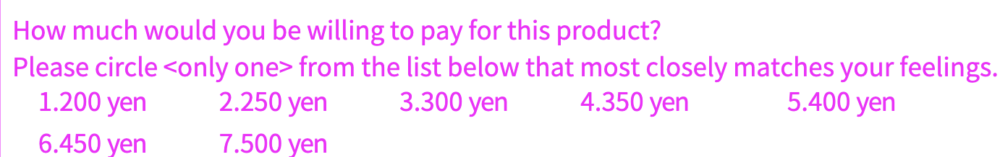 How much would you be willing to pay for this product?
Please circle <only one> from the list below that most closely matches your feelings.
1.200 yen 2.250 yen 3.300 yen 4.350 yen 5.400 yen
6.450 yen 7.500 yen